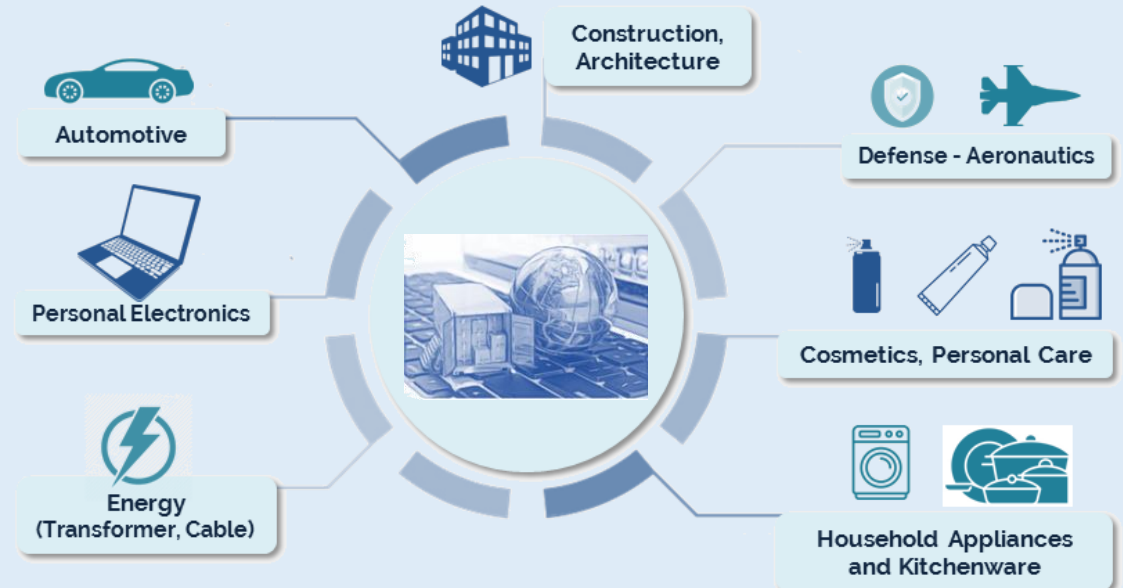 Construction,
Architecture
Automotive
Defense - Aeronautics
Personal Electronics
Cosmetics, Personal Care
Energy
(Transformer, Cable)
Household Appliances
and Kitchenware